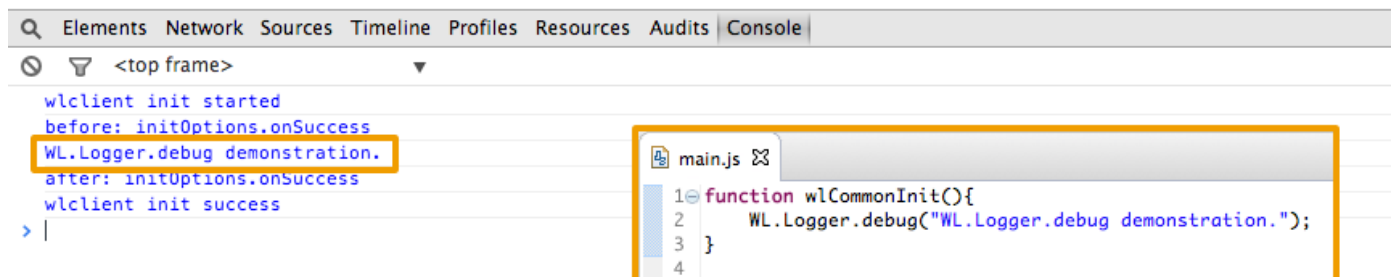 Elements Network Sources Timeline Profiles Resources Audits Console
<top frame> ▼
wlclient init started
before: initOptions.onSuccess
WL.Logger.debug demonstration.
after: initOptions.onSuccess
wlclient init success
>
main.js
1 function wlCommonInit(){
2 WL.Logger.debug("WL.Logger.debug demonstration.");
3 }
4